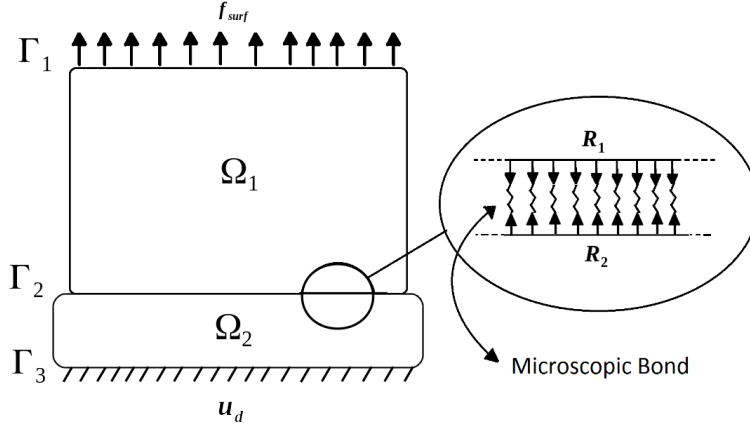 f_surf
Γ₁
Ω₁
R₁
R₂
Γ₂
Ω₂
Γ₃
Microscopic Bond
u_d